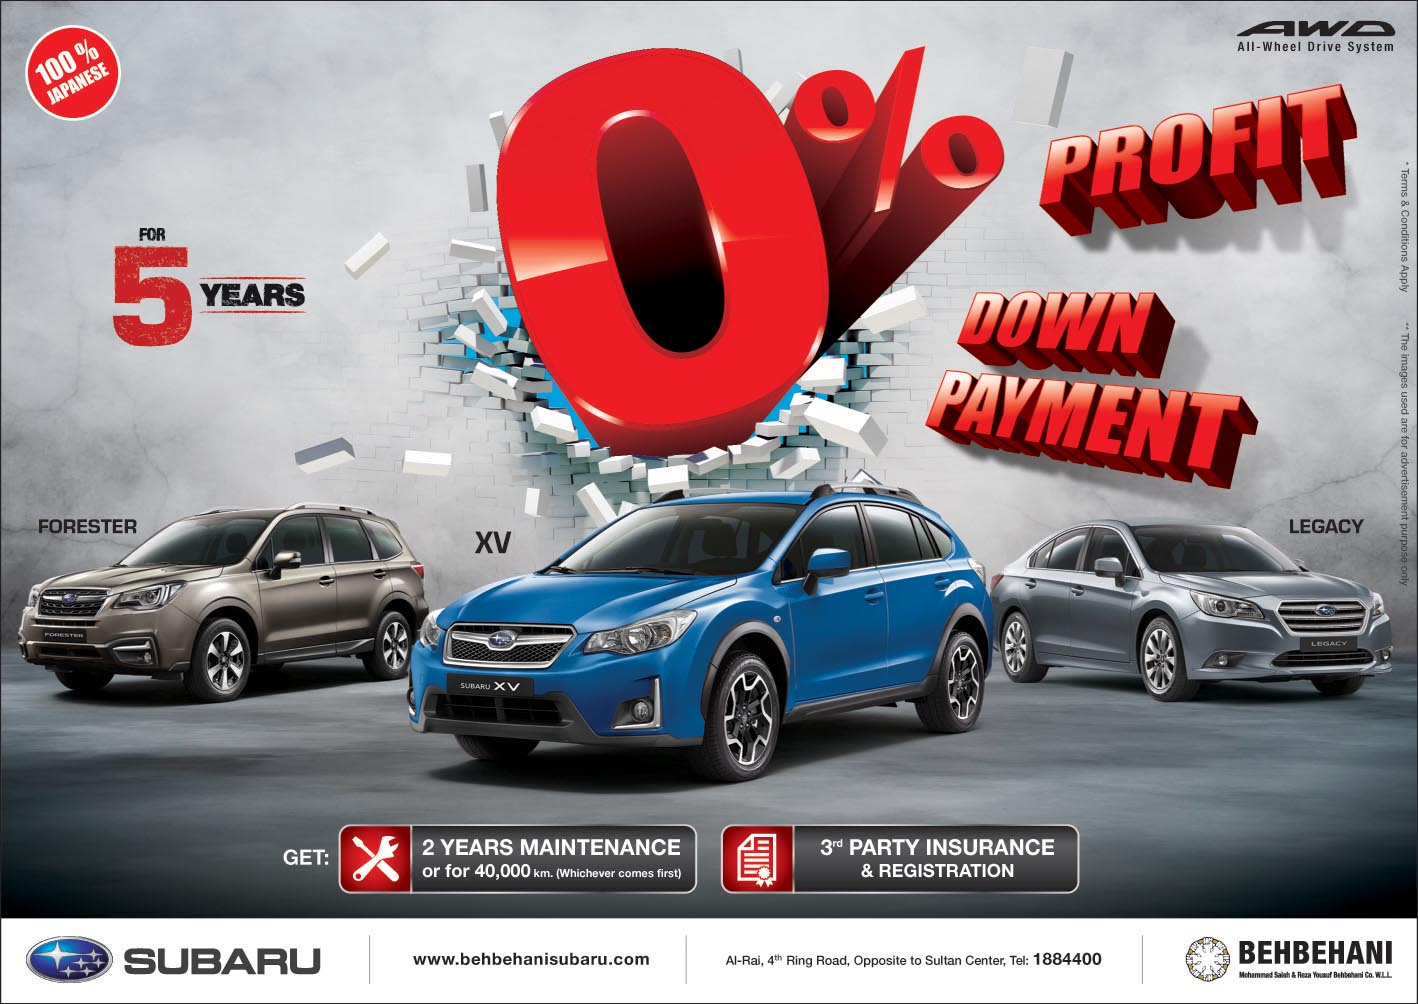 100 %
JAPANESE
AWD
All-Wheel Drive System
0% PROFIT
DOWN
PAYMENT
FOR
5 YEARS
* Terms & Conditions Apply
** The images used are for advertisement purpose only
FORESTER
XV
LEGACY
FORESTER
SUBARU XV
LEGACY
GET:
2 YEARS MAINTENANCE
or for 40,000 km. (Whichever comes first)
3rd PARTY INSURANCE
& REGISTRATION
SUBARU
www.behbehanisubaru.com
Al-Rai, 4th Ring Road, Opposite to Sultan Center, Tel: 1884400
BEHBEHANI
Mohammad Saleh & Reza Yousuf Behbehani Co. W.L.L.